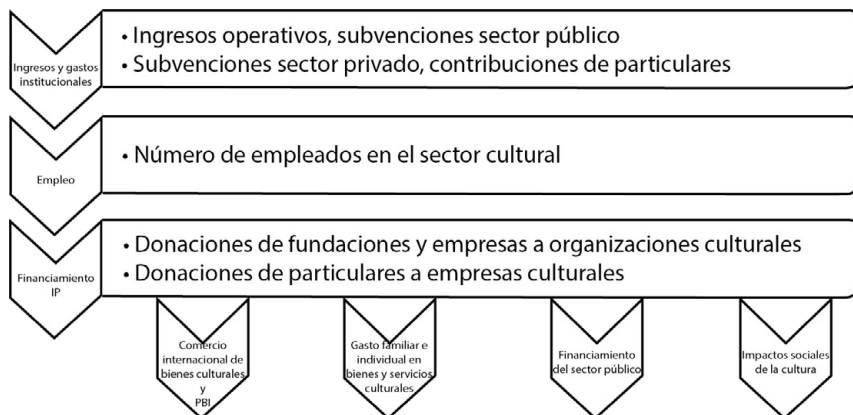 • Ingresos operativos, subvenciones sector público
• Subvenciones sector privado, contribuciones de particulares
Ingresos y gastos
institucionales
• Número de empleados en el sector cultural
Empleo
• Donaciones de fundaciones y empresas a organizaciones culturales
• Donaciones de particulares a empresas culturales
Financiamiento
IP
Comercio
internacional de
bienes culturales
y
PBI
Gasto familiar e
individual en
bienes y servicios
culturales
Financiamiento
del sector público
Impactos sociales
de la cultura